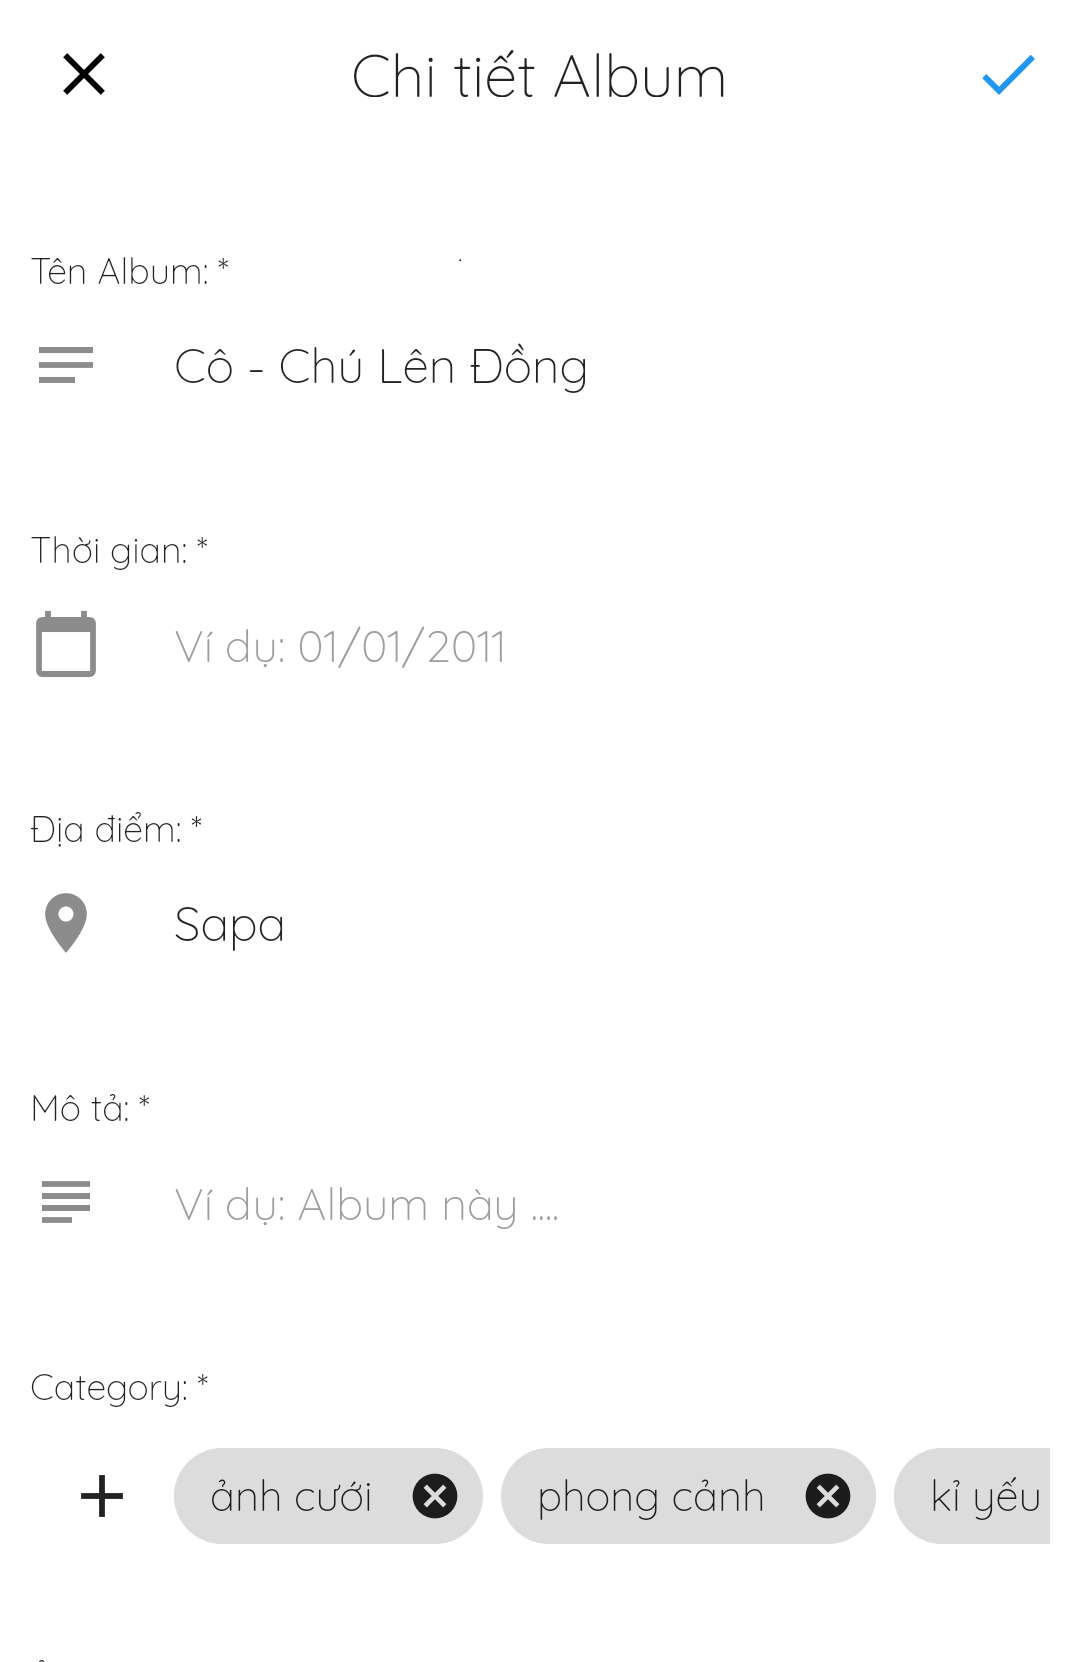 Chi tiết Album
Tên Album: *
Cô - Chú Lên Đồng
Thời gian: *
Ví dụ: 01/01/2011
Địa điểm: *
Sapa
Mô tả: *
Ví dụ: Album này ....
Category: *
ảnh cưới phong cảnh kỉ yếu